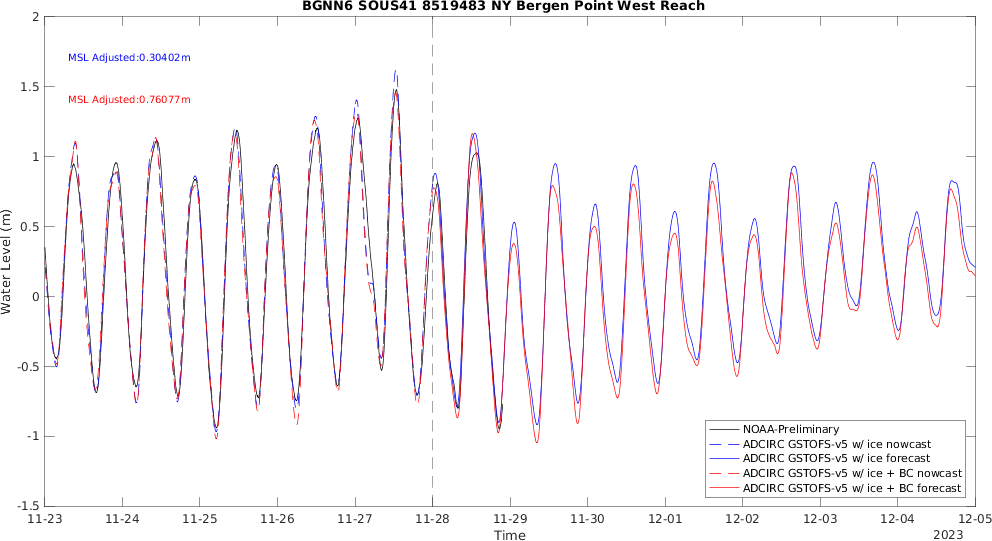 BGNN6 SOUS41 8519483 NY Bergen Point West Reach
2
1.5
1
0.5
0
-0.5
-1
-1.5
Water Level (m)
MSL Adjusted:0.30402m
MSL Adjusted:0.76077m
NOAA-Preliminary
ADCIRC GSTOFS-v5 w/ ice nowcast
ADCIRC GSTOFS-v5 w/ ice forecast
ADCIRC GSTOFS-v5 w/ ice + BC nowcast
ADCIRC GSTOFS-v5 w/ ice + BC forecast
11-23 11-24 11-25 11-26 11-27 11-28 11-29 11-30 12-01 12-02 12-03 12-04 12-05
Time
2023